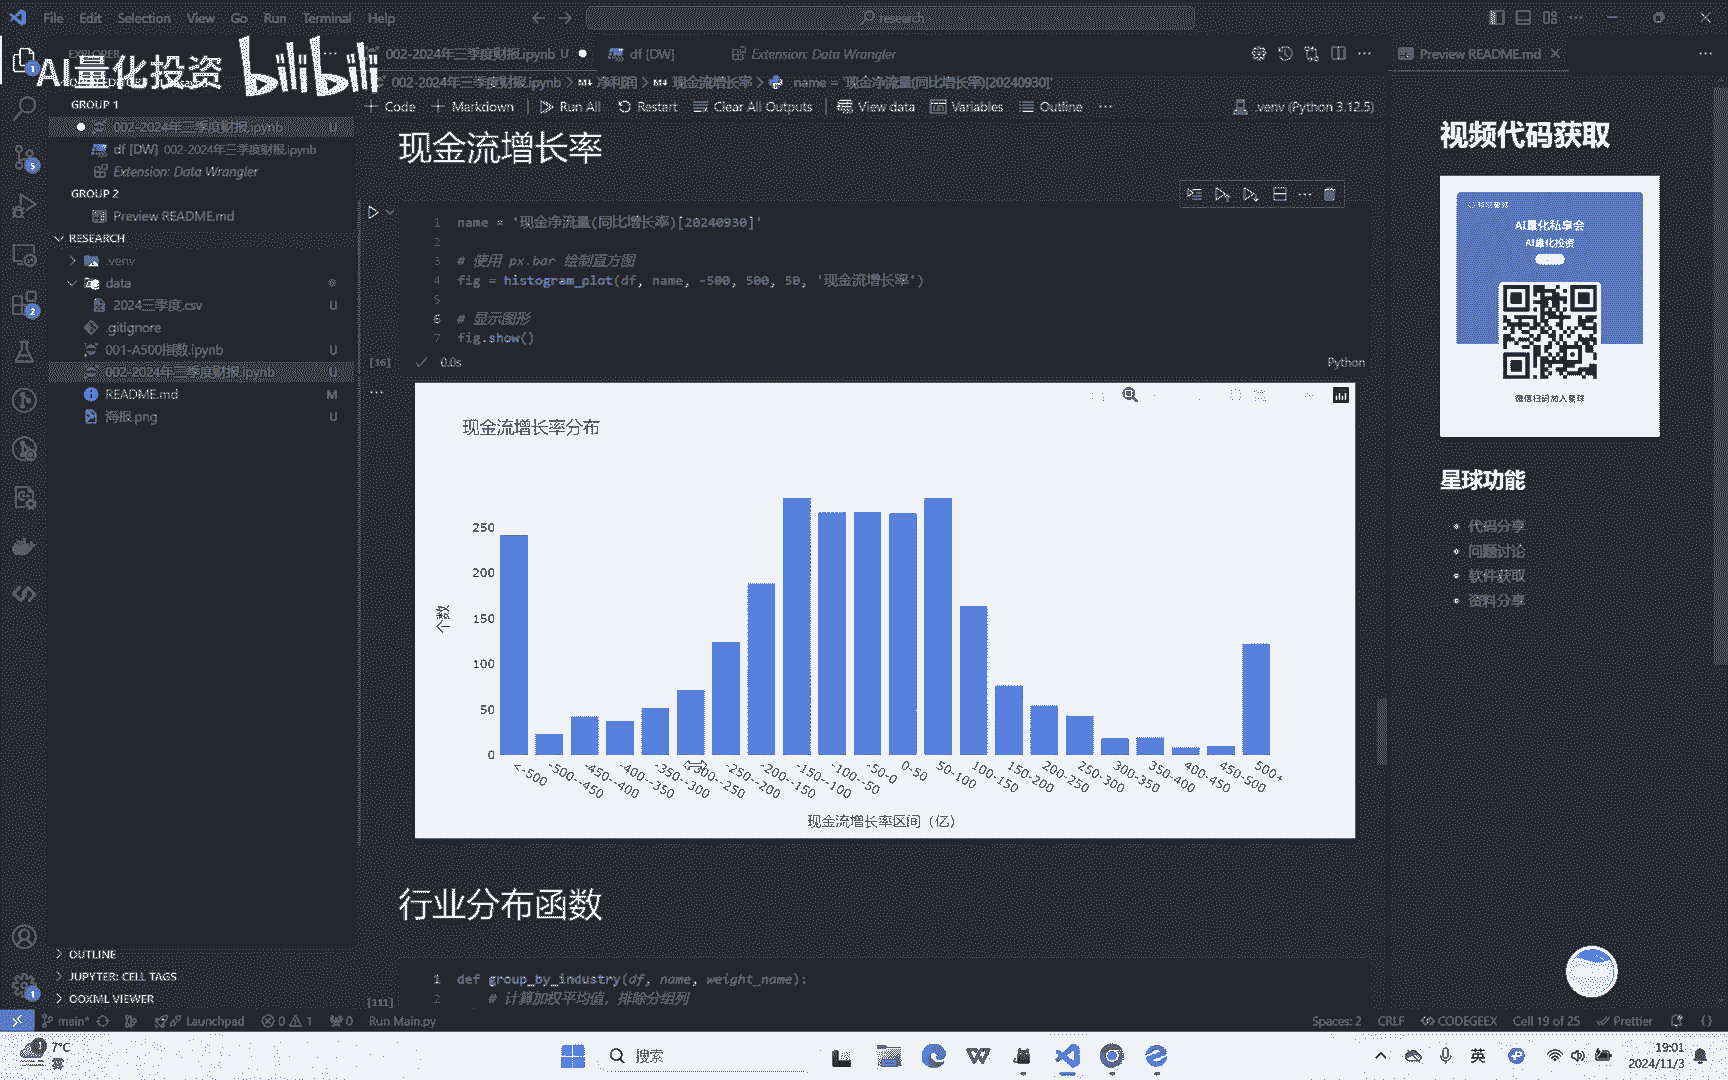 File Edit Selection View Go Run Terminal Help
research
AI量化投资 bilibili
EXPLORER
GROUP 1
002-2024年三季度财报.ipynb U
df [DW] 002-2024年三季度财报.ipynb
Extension: Data Wrangler
GROUP 2
Preview README.md
RESEARCH
.venv
data
2024三季度.csv U
.gitignore
001-A500指数.ipynb U
002-2024年三季度财报.ipynb U
README.md M
海报.png U
OUTLINE
JUPYTER: CELL TAGS
OOXML VIEWER
002-2024年三季度财报.ipynb U
df [DW]
Extension: Data Wrangler
002-2024年三季度财报.ipynb > 净利润 > 现金流增长率 > name = '现金净流量(同比增长率)[20240930]'
Code Markdown Run All Restart Clear All Outputs View data Variables Outline ... .venv (Python 3.12.5)
现金流增长率
1 name = '现金净流量(同比增长率)[20240930]'
2
3 # 使用 px.bar 绘制直方图
4 fig = histogram_plot(df, name, -500, 500, 50, '现金流增长率')
5
6 # 显示图形
7 fig.show()
[16] 0.0s Python
现金流增长率分布
250
200
150
100
50
0
个数
<-500 -500--450 -450--400 -400--350 -350--300 -300--250 -250--200 -200--150 -150--100 -100--50 -50-0 0-50 50-100 100-150 150-200 200-250 250-300 300-350 350-400 400-450 450-500 500+
现金流增长率区间（亿）
行业分布函数
1 def group_by_industry(df, name, weight_name):
2 # 计算加权平均值，排除分组列
[111]
Preview README.md
视频代码获取
知识星球
AI量化私享会
AI量化投资
微信扫码加入星球
星球功能
代码分享
问题讨论
软件获取
资料分享
main* Launchpad 0 1 0 Run Main.py
Spaces: 2 CRLF CODEGEEX Cell 19 of 25 Prettier
7°C
雾
搜索
英
19:01
2024/11/3